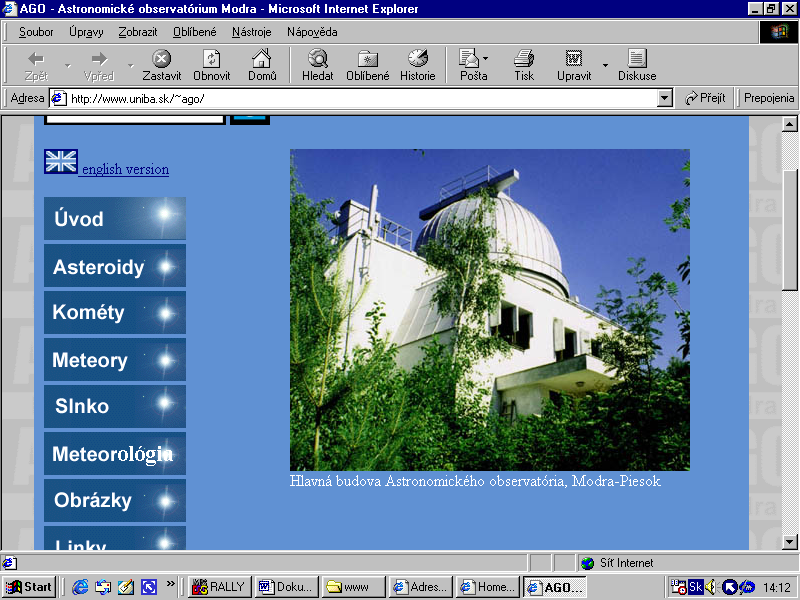 AGO - Astronomické observatórium Modra - Microsoft Internet Explorer
Soubor Úpravy Zobrazit Oblíbené Nástroje Nápověda
Zpět Vpřed Zastavit Obnovit Domů Hledat Oblíbené Historie Pošta Tisk Upravit Diskuse
Adresa http://www.uniba.sk/~ago/ Přejít Prepojenia
english version
Úvod
Asteroidy
Kométy
Meteory
Slnko
Meteorológia
Obrázky
Linky
Hlavná budova Astronomického observatória, Modra-Piesok
Síť Internet
Start » RALLY Doku... www Adres... Home... AGO... Sk 14:12